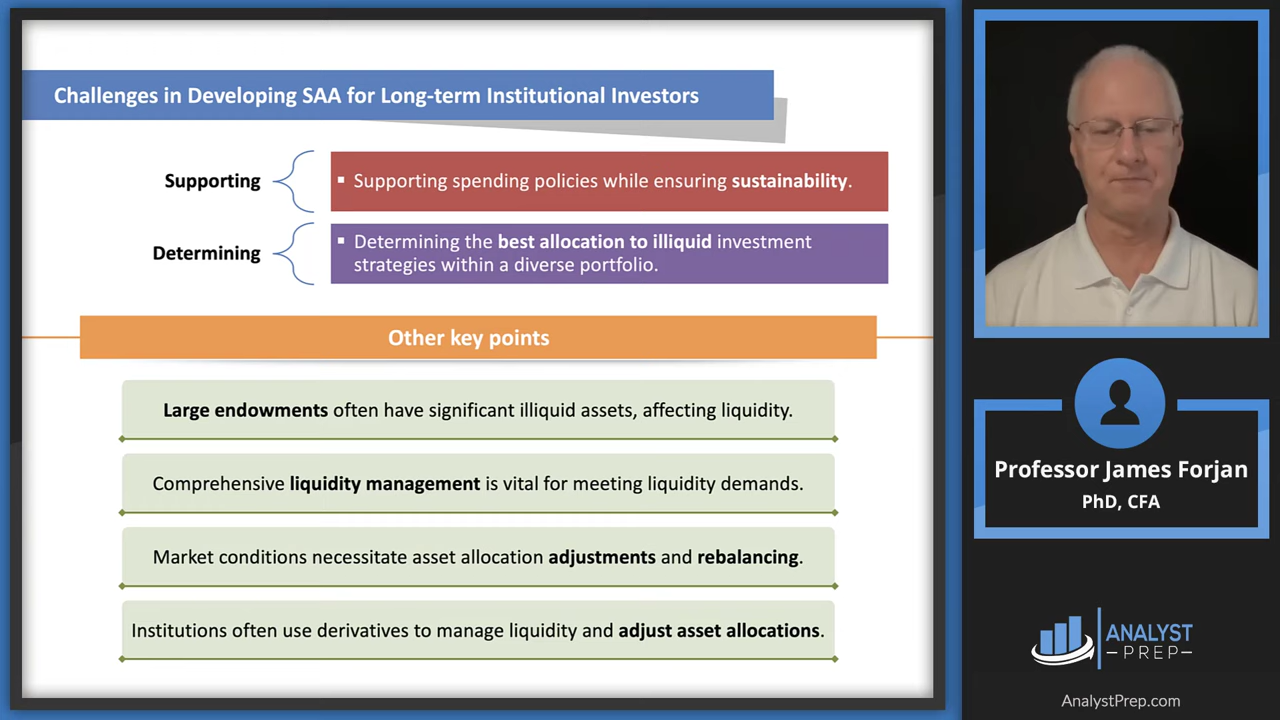 Challenges in Developing SAA for Long-term Institutional Investors
Supporting
▪ Supporting spending policies while ensuring sustainability.
Determining
▪ Determining the best allocation to illiquid investment
strategies within a diverse portfolio.
Other key points
Large endowments often have significant illiquid assets, affecting liquidity.
Comprehensive liquidity management is vital for meeting liquidity demands.
Market conditions necessitate asset allocation adjustments and rebalancing.
Institutions often use derivatives to manage liquidity and adjust asset allocations.
Professor James Forjan
PhD, CFA
ANALYST
PREP
AnalystPrep.com